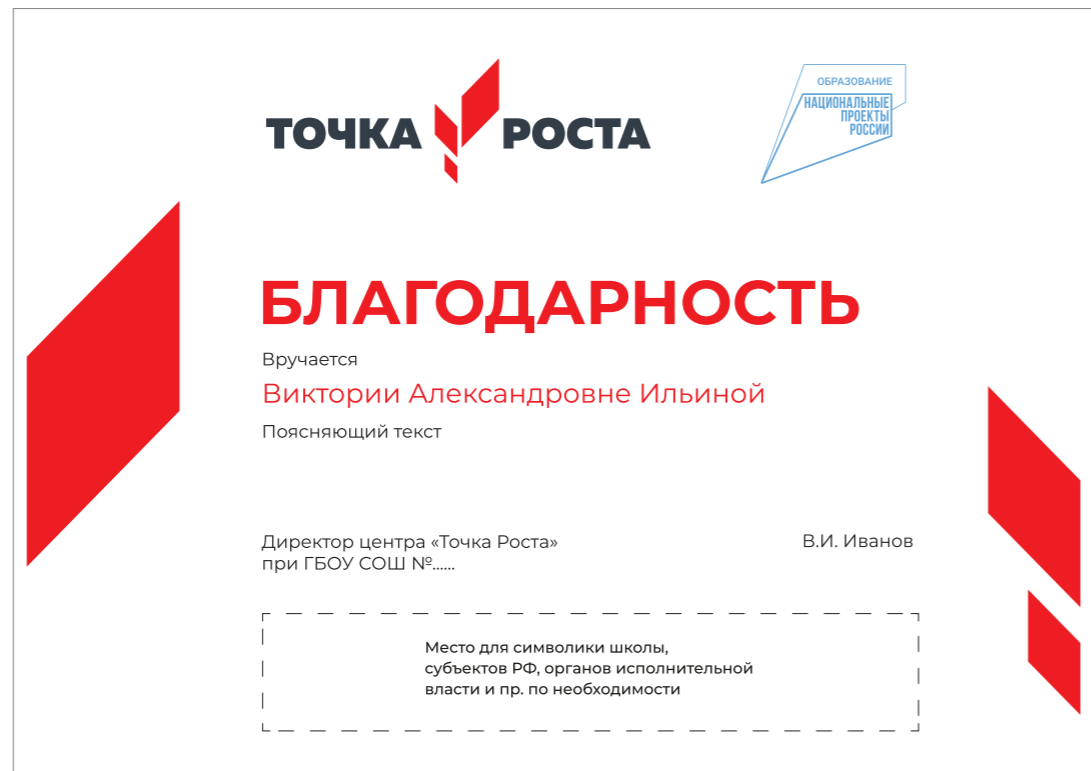 ТОЧКА РОСТА
ОБРАЗОВАНИЕ
НАЦИОНАЛЬНЫЕ
ПРОЕКТЫ
РОССИИ
БЛАГОДАРНОСТЬ
Вручается
Виктории Александровне Ильиной
Поясняющий текст
Директор центра «Точка Роста»
при ГБОУ СОШ №......
В.И. Иванов
Место для символики школы,
субъектов РФ, органов исполнительной
власти и пр. по необходимости